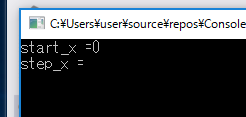 C:¥Users¥user¥source¥repos¥Console
start_x =0
step_x =